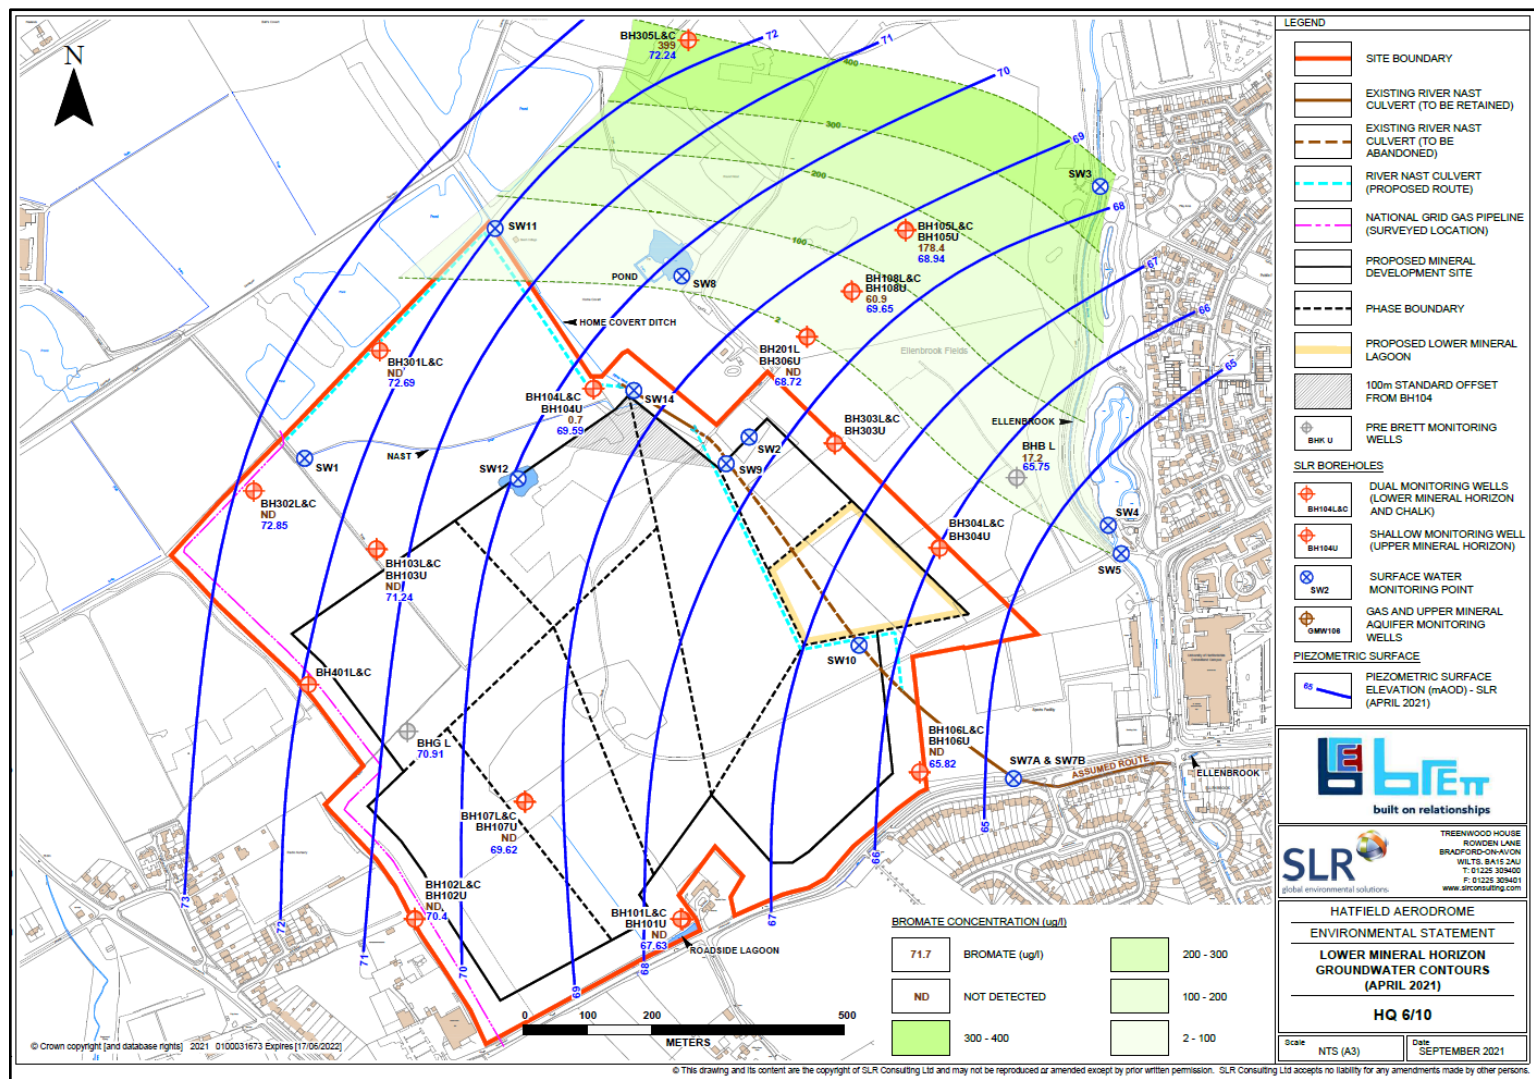 N
BH305L&C
399
72.24
72
71
70
69
68
67
66
65
400
300
200
100
2
SW3
SW11
BH105L&C
BH105U
178.4
68.94
POND
SW8
BH108L&C
BH108U
60.9
69.65
HOME COVERT DITCH
BH201L
BH306U
ND
68.72
Ellenbrook Fields
BH301L&C
ND
72.69
BH104L&C
BH104U
0.7
69.59
SW14
BH303L&C
BH303U
ELLENBROOK
BHB L
17.2
65.75
NAST
SW1
SW12
SW2
SW9
BH302L&C
ND
72.85
SW4
BH304L&C
BH304U
SW5
BH103L&C
BH103U
ND
71.24
SW10
BH401L&C
BHG L
70.91
BH106L&C
BH106U
ND
65.82
SW7A & SW7B
ASSUMED ROUTE
ELLENBROOK
BH107L&C
BH107U
ND
69.62
65
66
BH102L&C
BH102U
ND
70.4
BH101L&C
BH101U
ND
67.63
ROADSIDE LAGOON
73
72
71
70
69
68
67
0 100 200 500
METERS
BROMATE CONCENTRATION (ug/l)
71.7 BROMATE (ug/l)
200 - 300
ND NOT DETECTED
100 - 200
300 - 400
2 - 100
© Crown copyright [and database rights] 2021 0100031673 Expires [17/06/2022]
LEGEND
SITE BOUNDARY
EXISTING RIVER NAST
CULVERT (TO BE RETAINED)
EXISTING RIVER NAST
CULVERT (TO BE
ABANDONED)
RIVER NAST CULVERT
(PROPOSED ROUTE)
NATIONAL GRID GAS PIPELINE
(SURVEYED LOCATION)
PROPOSED MINERAL
DEVELOPMENT SITE
PHASE BOUNDARY
PROPOSED LOWER MINERAL
LAGOON
100m STANDARD OFFSET
FROM BH104
BHK U
PRE BRETT MONITORING
WELLS
SLR BOREHOLES
BH104L&C
DUAL MONITORING WELLS
(LOWER MINERAL HORIZON
AND CHALK)
BH104U
SHALLOW MONITORING WELL
(UPPER MINERAL HORIZON)
SW2
SURFACE WATER
MONITORING POINT
GMW106
GAS AND UPPER MINERAL
AQUIFER MONITORING
WELLS
PIEZOMETRIC SURFACE
65
PIEZOMETRIC SURFACE
ELEVATION (mAOD) - SLR
(APRIL 2021)
brett
built on relationships
SLR
global environmental solutions
TREENWOOD HOUSE
ROWDEN LANE
BRADFORD-ON-AVON
WILTS. BA15 2AU
T: 01225 309400
F: 01225 309401
www.slrconsulting.com
HATFIELD AERODROME
ENVIRONMENTAL STATEMENT
LOWER MINERAL HORIZON
GROUNDWATER CONTOURS
(APRIL 2021)
HQ 6/10
Scale
NTS (A3)
Date
SEPTEMBER 2021
© This drawing and its content are the copyright of SLR Consulting Ltd and may not be reproduced or amended except by prior written permission. SLR Consulting Ltd accepts no liability for any amendments made by other persons.